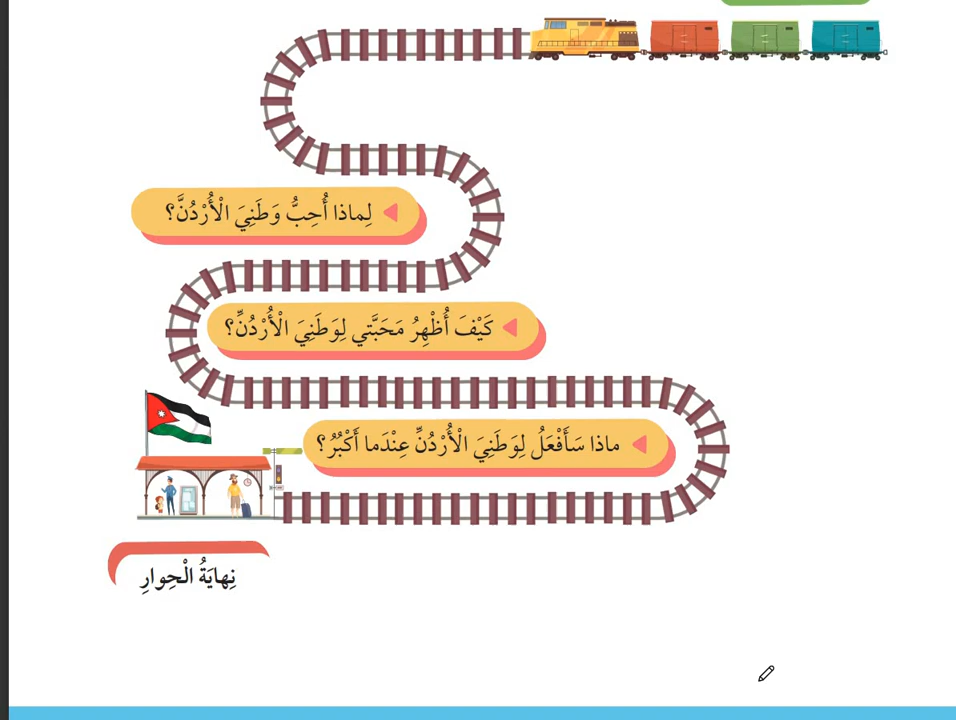 لِماذا أُحِبُّ وَطَنِيَ الْأُرْدُنَّ؟
كَيْفَ أُظْهِرُ مَحَبَّتي لِوَطَنِيَ الْأُرْدُنِّ؟
ماذا سَأَفْعَلُ لِوَطَنِيَ الْأُرْدُنِّ عِنْدَما أَكْبُرُ؟
نِهايَةُ الْحِوارِ